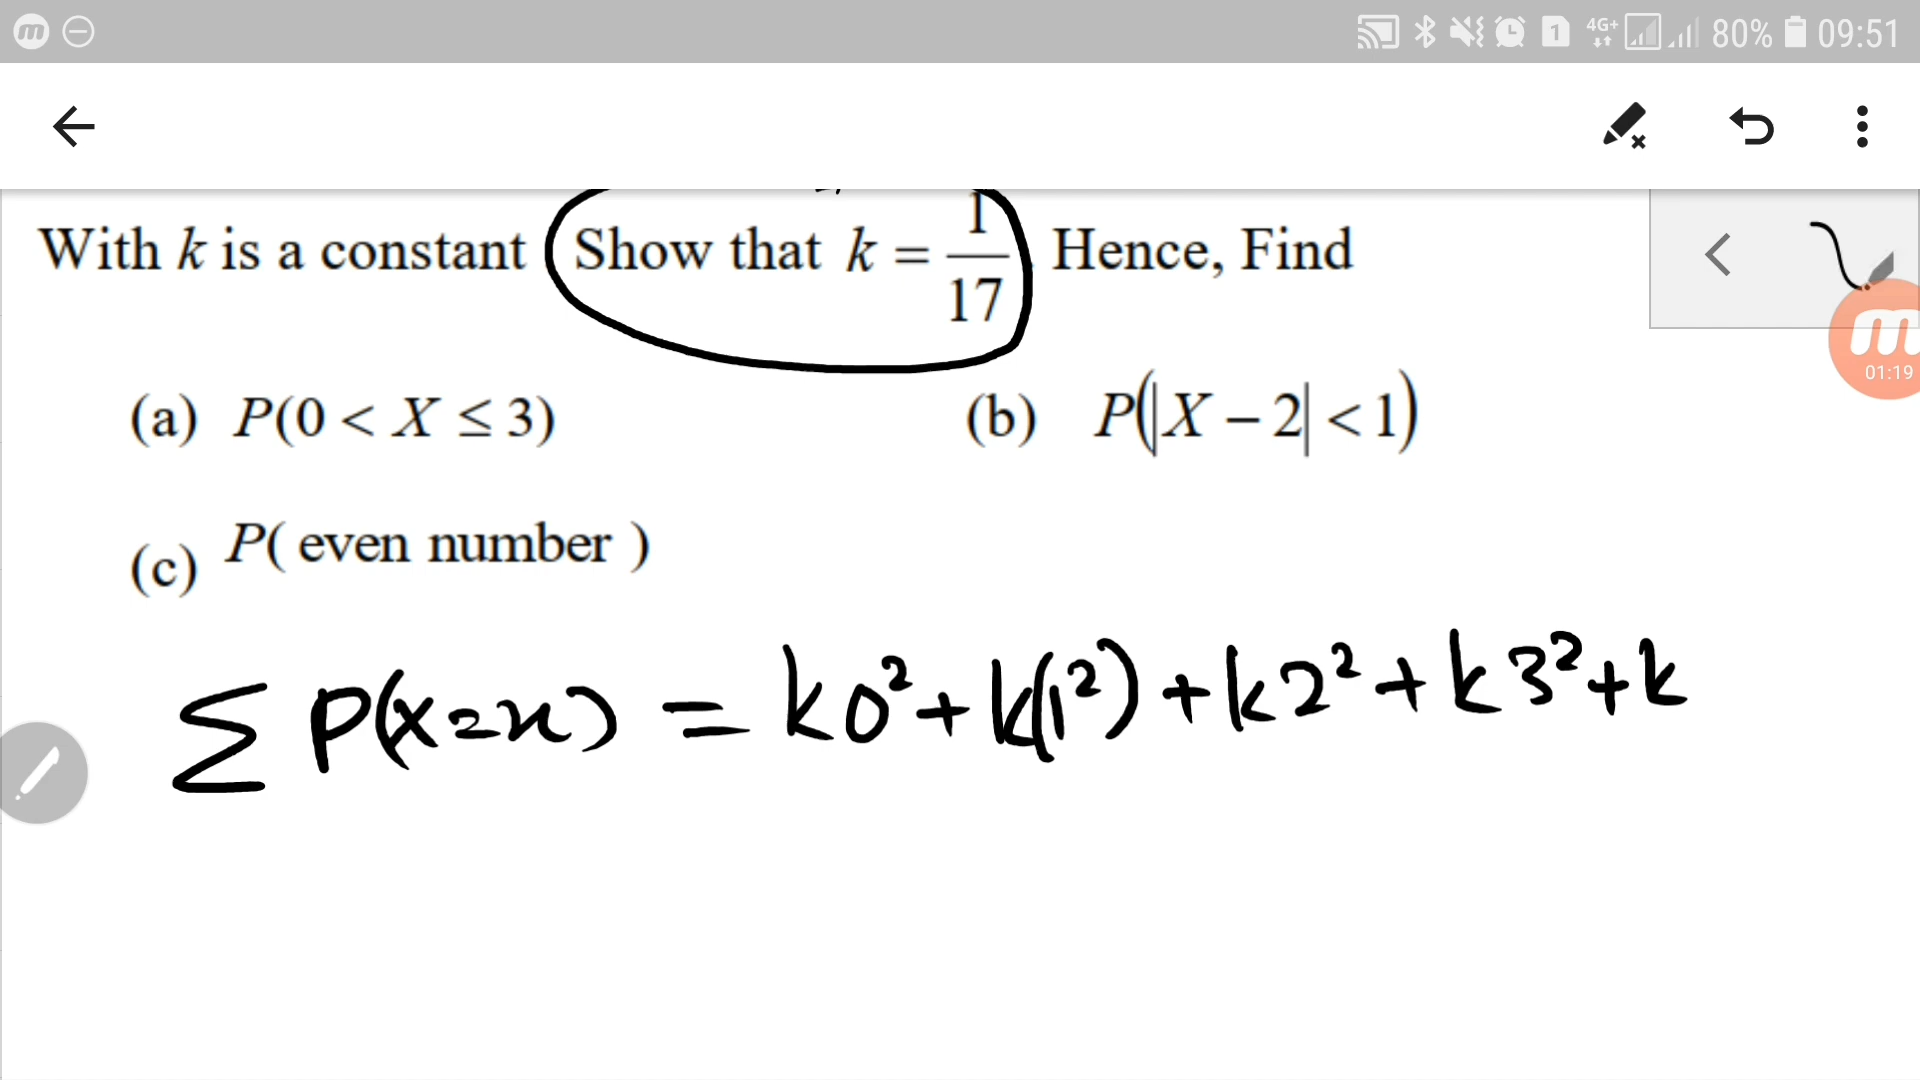 4G+ 80% 09:51
With k is a constant Show that k = 1/17 Hence, Find
01:19
(a) P(0 < X ≤ 3) (b) P(|X − 2| < 1)
(c) P( even number )
∑ P(X=x) = k0² + k(1²) + k2² + k3² + k